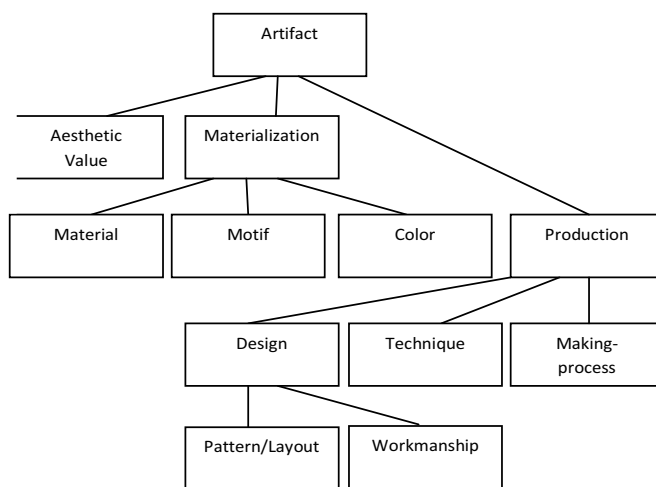 Artifact
Aesthetic
Value
Materialization
Material
Motif
Color
Production
Design
Technique
Making-
process
Pattern/Layout
Workmanship